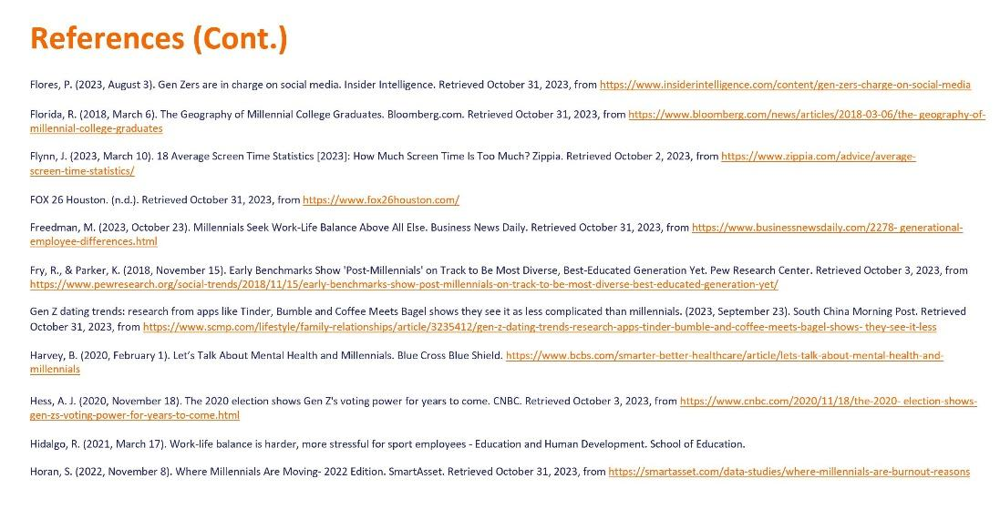 References (Cont.)
Flores, P. (2023, August 3). Gen Zers are in charge on social media. Insider Intelligence. Retrieved October 31, 2023, from https://www.insiderintelligence.com/content/gen-zers-charge-on-social-media
Florida, R. (2018, March 6). The Geography of Millennial College Graduates. Bloomberg.com. Retrieved October 31, 2023, from https://www.bloomberg.com/news/articles/2018-03-06/the- geography-of-
millennial-college-graduates
Flynn, J. (2023, March 10). 18 Average Screen Time Statistics [2023]: How Much Screen Time Is Too Much? Zippia. Retrieved October 2, 2023, from https://www.zippia.com/advice/average-
screen-time-statistics/
FOX 26 Houston. (n.d.). Retrieved October 31, 2023, from https://www.fox26houston.com/
Freedman, M. (2023, October 23). Millennials Seek Work-Life Balance Above All Else. Business News Daily. Retrieved October 31, 2023, from https://www.businessnewsdaily.com/2278- generational-
employee-differences.html
Fry, R., & Parker, K. (2018, November 15). Early Benchmarks Show 'Post-Millennials' on Track to Be Most Diverse, Best-Educated Generation Yet. Pew Research Center. Retrieved October 3, 2023, from
https://www.pewresearch.org/social-trends/2018/11/15/early-benchmarks-show-post-millennials-on-track-to-be-most-diverse-best-educated-generation-yet/
Gen Z dating trends: research from apps like Tinder, Bumble and Coffee Meets Bagel shows they see it as less complicated than millennials. (2023, September 23). South China Morning Post. Retrieved
October 31, 2023, from https://www.scmp.com/lifestyle/family-relationships/article/3235412/gen-z-dating-trends-research-apps-tinder-bumble-and-coffee-meets-bagel-shows- they-see-it-less
Harvey, B. (2020, February 1). Let’s Talk About Mental Health and Millennials. Blue Cross Blue Shield. https://www.bcbs.com/smarter-better-healthcare/article/lets-talk-about-mental-health-and-
millennials
Hess, A. J. (2020, November 18). The 2020 election shows Gen Z's voting power for years to come. CNBC. Retrieved October 3, 2023, from https://www.cnbc.com/2020/11/18/the-2020- election-shows-
gen-zs-voting-power-for-years-to-come.html
Hidalgo, R. (2021, March 17). Work-life balance is harder, more stressful for sport employees - Education and Human Development. School of Education.
Horan, S. (2022, November 8). Where Millennials Are Moving- 2022 Edition. SmartAsset. Retrieved October 31, 2023, from https://smartasset.com/data-studies/where-millennials-are-burnout-reasons